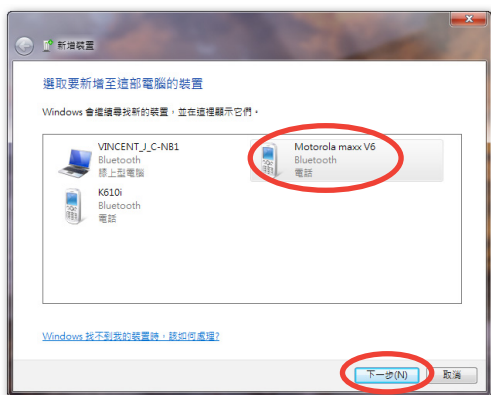 新增裝置
選取要新增至這部電腦的裝置
Windows 會繼續尋找新的裝置，並在這裡顯示它們。
VINCENT_J_C-NB1
Bluetooth
膝上型電腦
Motorola maxx V6
Bluetooth
電話
K610i
Bluetooth
電話
Windows 找不到我的裝置時，該如何處理?
下一步(N)
取消